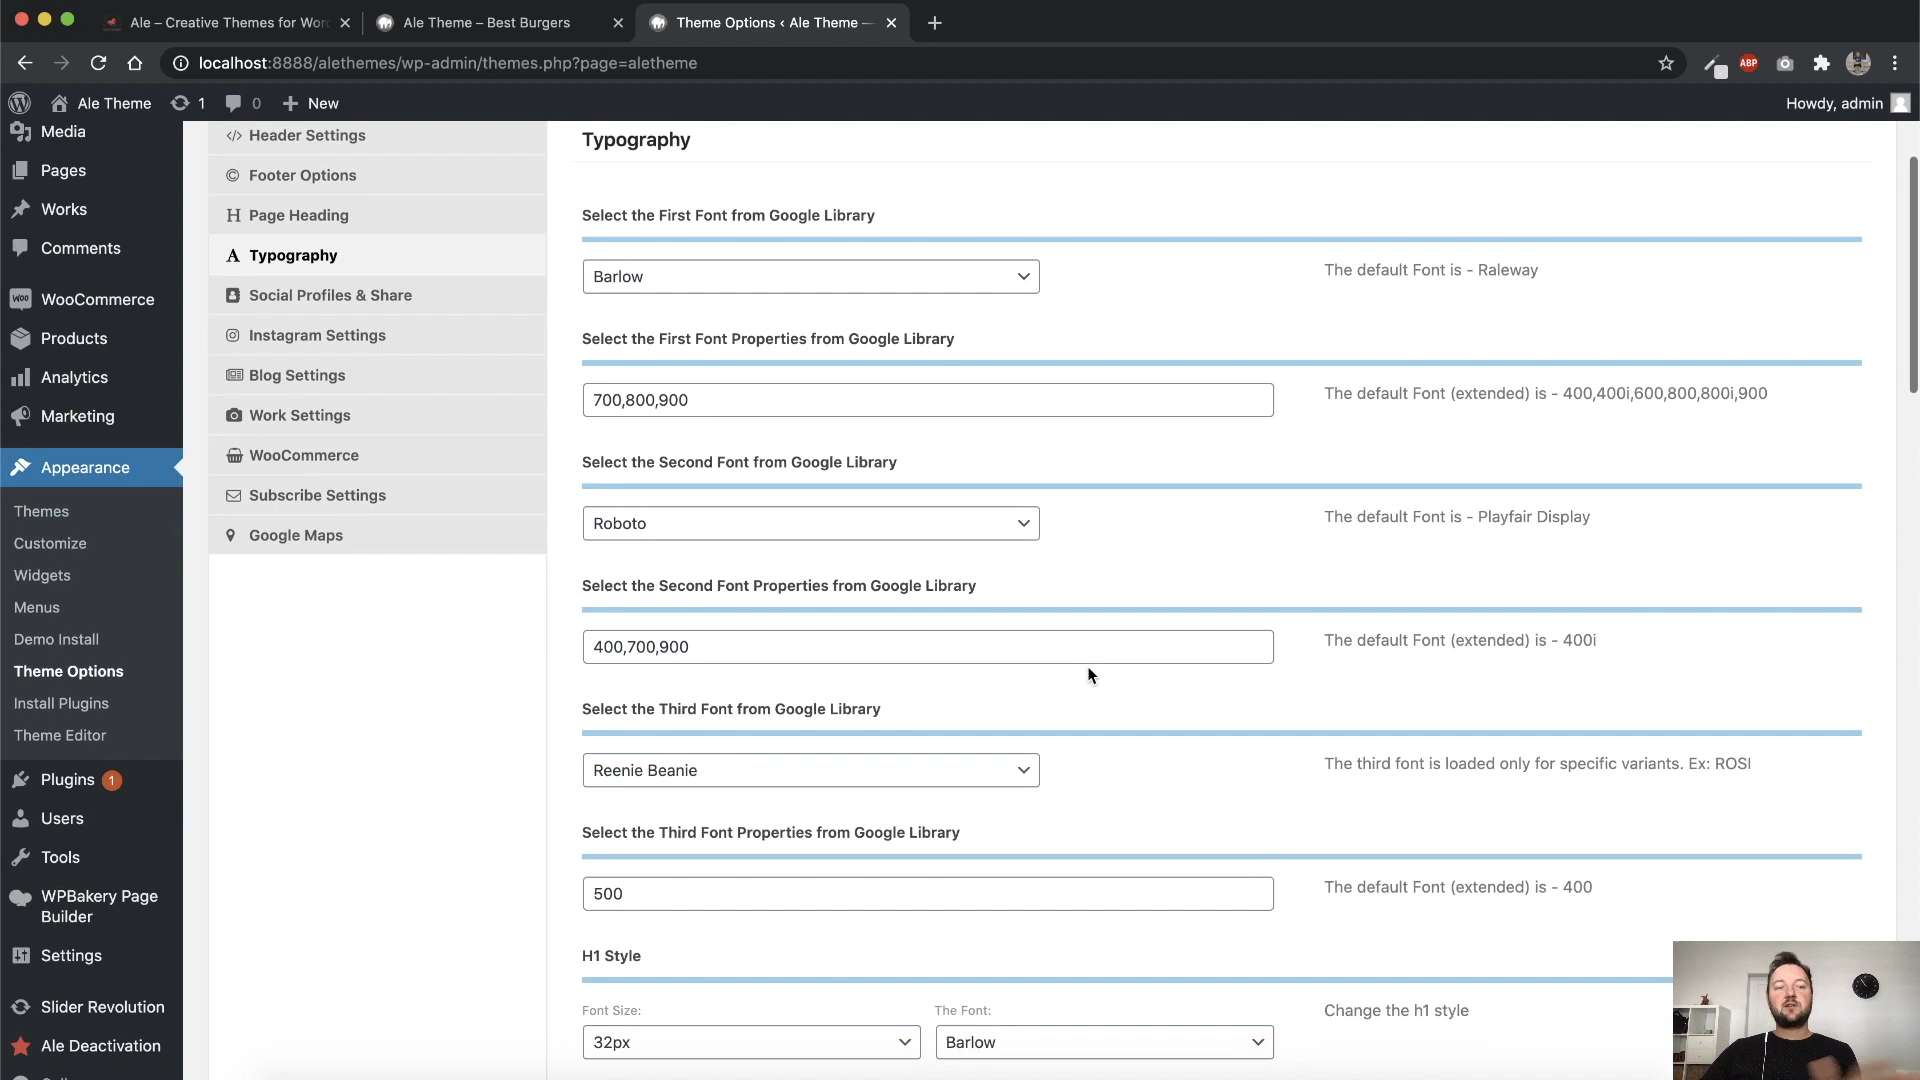 Ale – Creative Themes for Wor
Ale Theme – Best Burgers
Theme Options ‹ Ale Theme —
localhost:8888/alethemes/wp-admin/themes.php?page=aletheme
ABP
Ale Theme
1
0
New
Howdy, admin
Media
Pages
Works
Comments
WooCommerce
Products
Analytics
Marketing
Appearance
Themes
Customize
Widgets
Menus
Demo Install
Theme Options
Install Plugins
Theme Editor
Plugins 1
Users
Tools
WPBakery Page
Builder
Settings
Slider Revolution
Ale Deactivation
Header Settings
Footer Options
Page Heading
Typography
Social Profiles & Share
Instagram Settings
Blog Settings
Work Settings
WooCommerce
Subscribe Settings
Google Maps
Typography
Select the First Font from Google Library
Barlow
The default Font is - Raleway
Select the First Font Properties from Google Library
700,800,900
The default Font (extended) is - 400,400i,600,800,800i,900
Select the Second Font from Google Library
Roboto
The default Font is - Playfair Display
Select the Second Font Properties from Google Library
400,700,900
The default Font (extended) is - 400i
Select the Third Font from Google Library
Reenie Beanie
The third font is loaded only for specific variants. Ex: ROSI
Select the Third Font Properties from Google Library
500
The default Font (extended) is - 400
H1 Style
Font Size:
The Font:
Change the h1 style
32px
Barlow